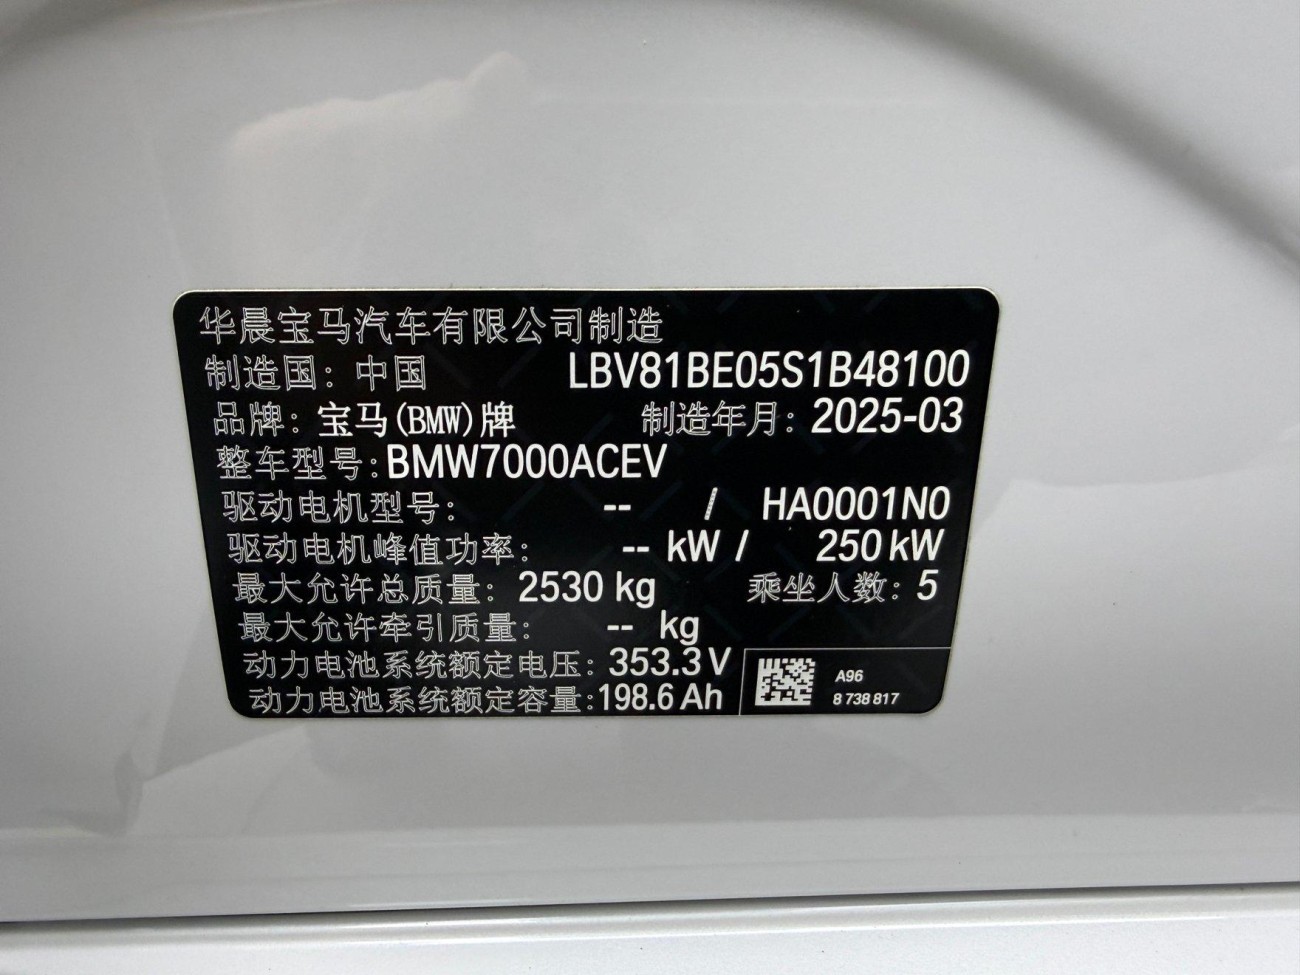 华晨宝马汽车有限公司制造
制造国：中国 LBV81BE05S1B48100
品牌：宝马(BMW)牌 制造年月：2025-03
整车型号:BMW7000ACEV
驱动电机型号: -- / HA0001N0
驱动电机峰值功率: -- kW / 250kW
最大允许总质量: 2530 kg 乘坐人数: 5
最大允许牵引质量: -- kg
动力电池系统额定电压: 353.3V
动力电池系统额定容量:198.6Ah
A96
8 738 817